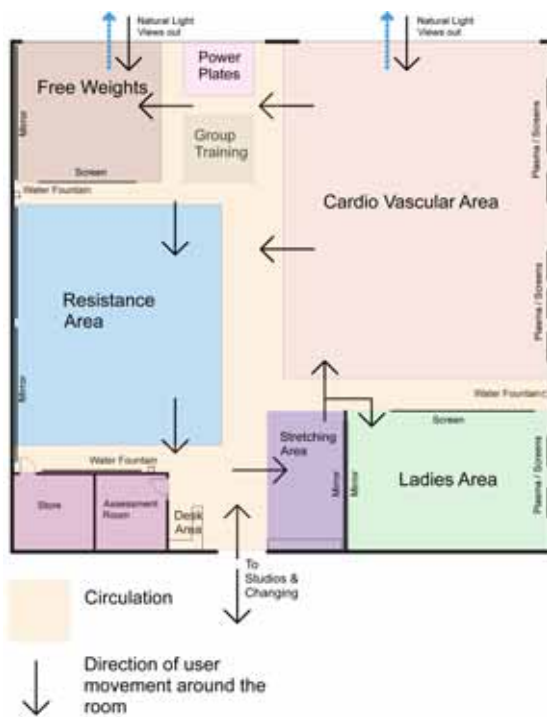 Natural Light
Views out
Natural Light
Views out
Power
Plates
Free Weights
Mirror
Group
Training
Plasma / Screens
Screen
Water Fountain
Cardio Vascular Area
Resistance
Area
Plasma / Screens
Mirror
Water Fountain
Screen
Stretching
Area
Water Fountain
Mirror
Mirror
Ladies Area
Plasma / Screens
Store
Assessment
Room
Desk
Area
To
Studios &
Changing
Circulation
Direction of user
movement around the
room